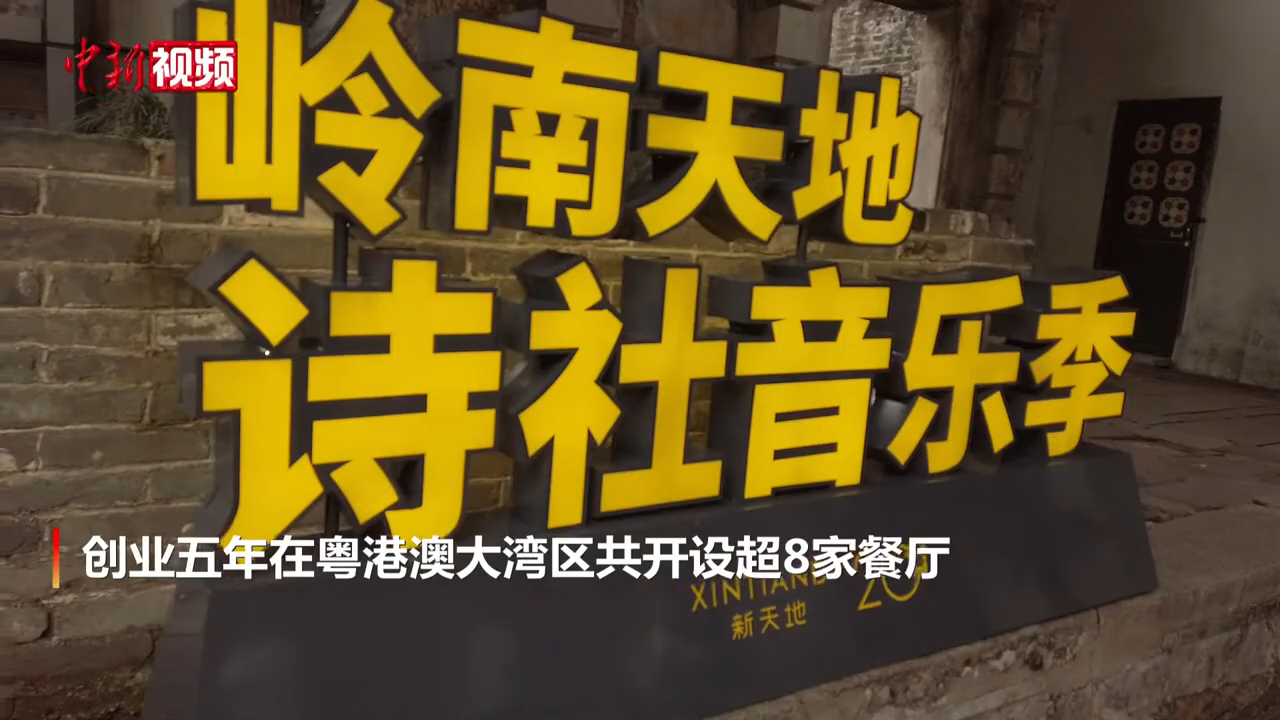 中新视频
岭南天地
诗社音乐季
创业五年在粤港澳大湾区共开设超8家餐厅
新天地